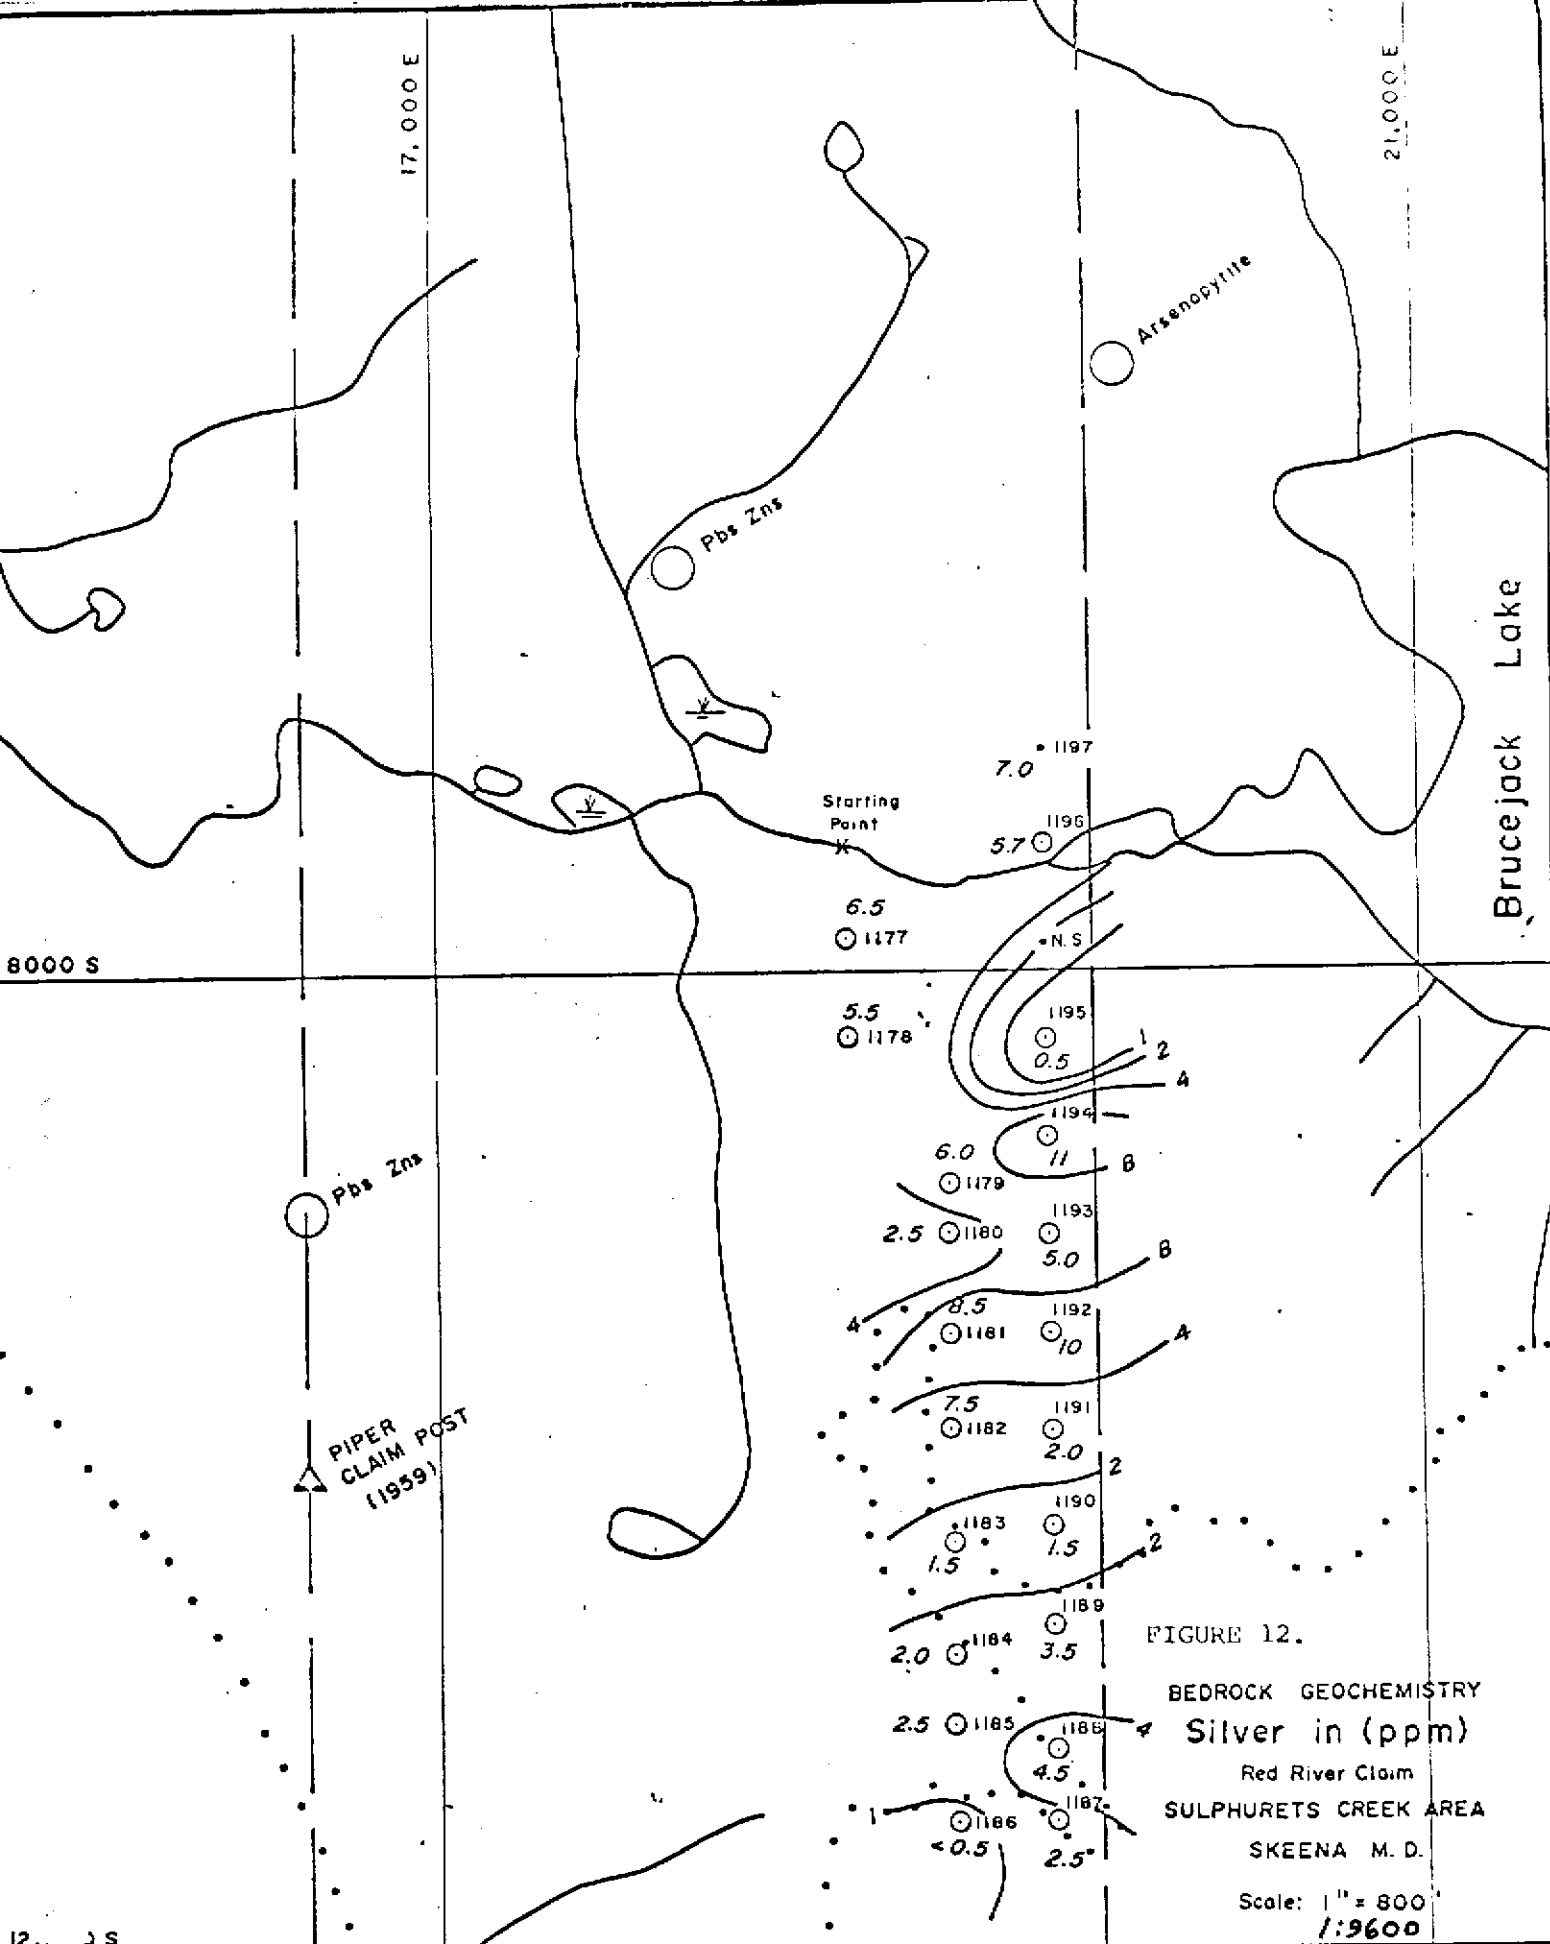 17,000 E
21,000 E
Arsenopyrite
Pbs Zns
Brucejack Lake
1197
7.0
Starting
Point
X
1196
5.7
6.5
1177
N.S
8000 S
5.5
1178
1195
0.5
1
2
4
1194
11
8
6.0
1179
Pbs Zns
1193
2.5
1180
5.0
8
4
8.5
1181
1192
10
4
7.5
1182
1191
2.0
PIPER
CLAIM POST
(1959)
2
1183
1.5
1190
1.5
2
1189
3.5
2.0
1184
2.5
1185
1188
4.5
4
1
1186
<0.5
1187
2.5
FIGURE 12.
BEDROCK GEOCHEMISTRY
Silver in (ppm)
Red River Claim
SULPHURETS CREEK AREA
SKEENA M. D.
Scale: 1" = 800'
1:9600